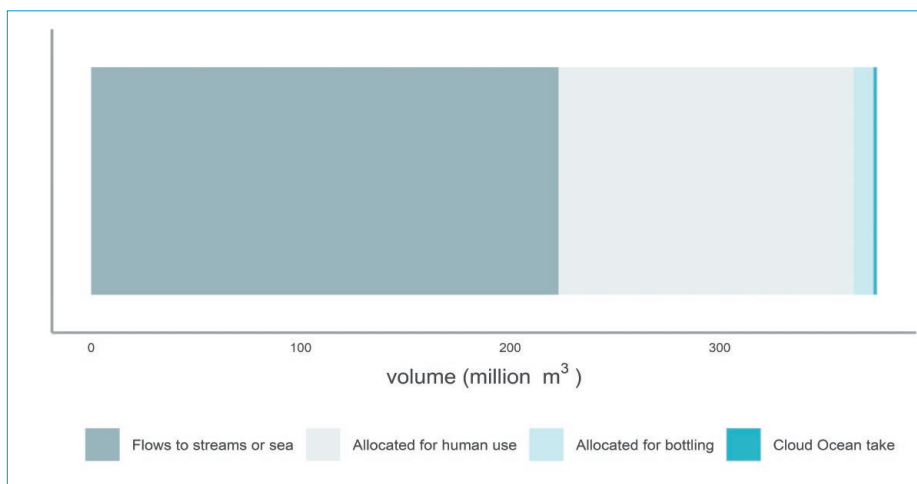 0 100 200 300
volume (million m³ )
Flows to streams or sea Allocated for human use Allocated for bottling Cloud Ocean take